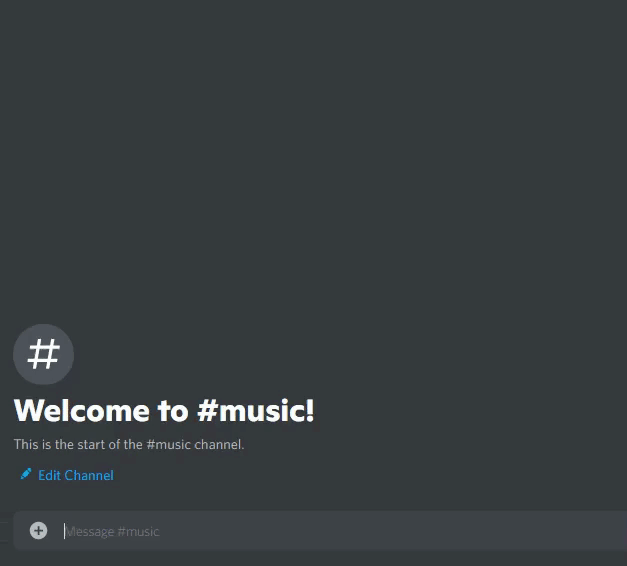 #
Welcome to #music!
This is the start of the #music channel.
Edit Channel
Message #music